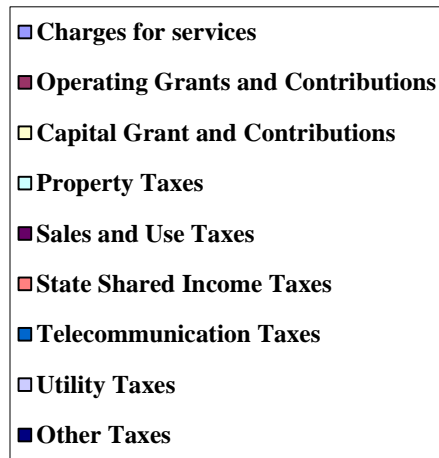 Charges for services
Operating Grants and Contributions
Capital Grant and Contributions
Property Taxes
Sales and Use Taxes
State Shared Income Taxes
Telecommunication Taxes
Utility Taxes
Other Taxes